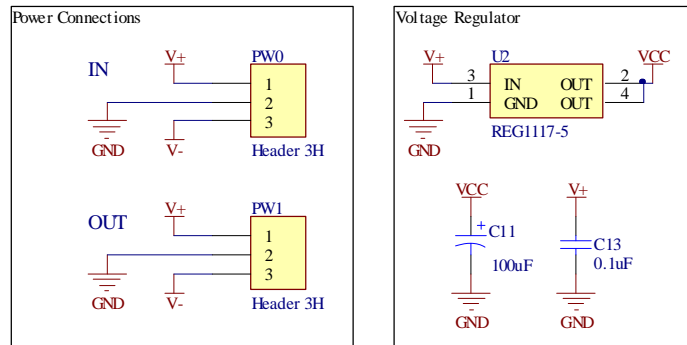 Power Connections
IN
V+
PW0
1
2
3
GND
V-
Header 3H
OUT
V+
PW1
1
2
3
GND
V-
Header 3H
Voltage Regulator
V+
U2
VCC
3 IN OUT 2
1 GND OUT 4
GND
REG1117-5
VCC
V+
C11
100uF
C13
0.1uF
GND
GND